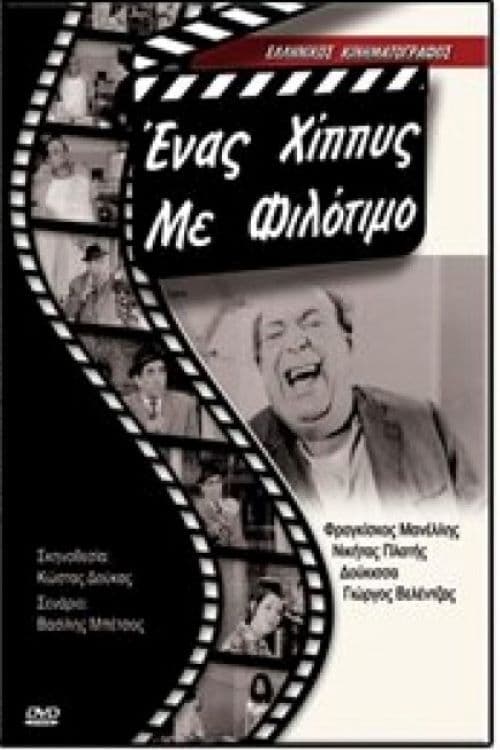 ΕΛΛΗΝΙΚΟΣ ΚΙΝΗΜΑΤΟΓΡΑΦΟΣ
Ένας Χίππυς
Με Φιλότιμο
Φραγκίσκος Μανέλλης
Νικήτας Πλατής
Δούκισσα
Γιώργος Βελέντζας
Σκηνοθεσία:
Κώστας Δούκας
Σενάριο:
Βασίλης Μπέτσος
DVD